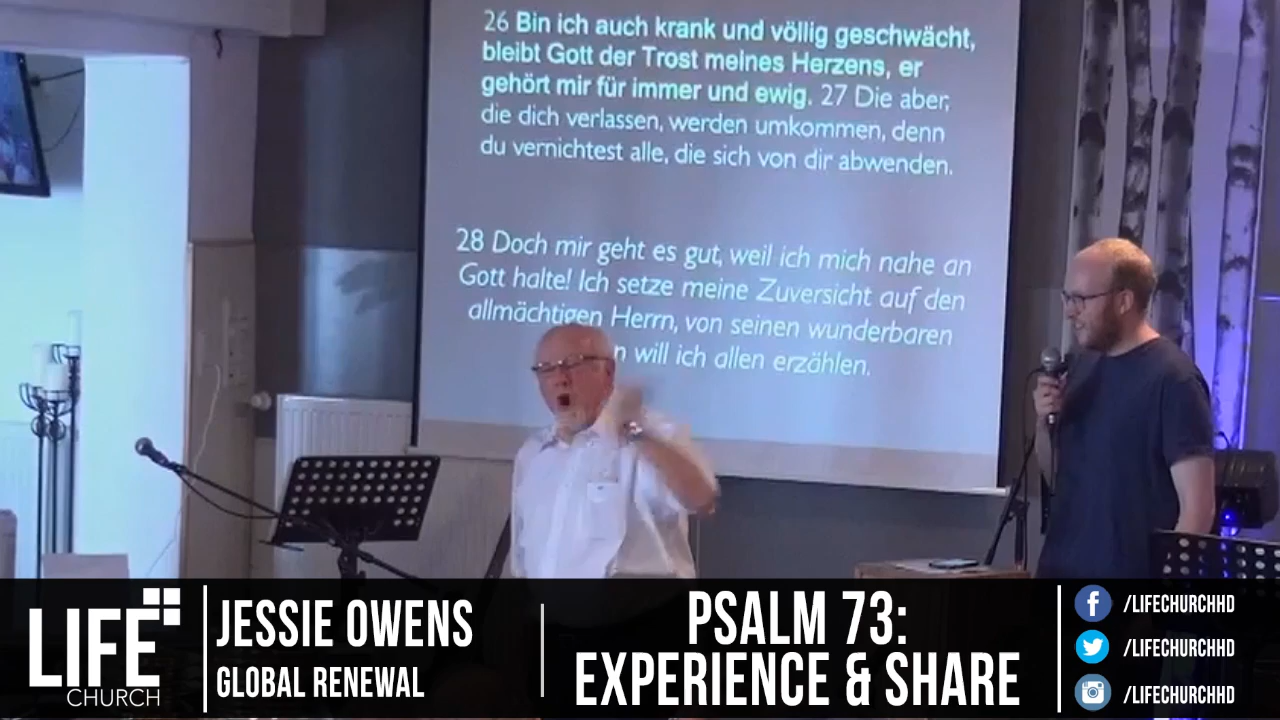 26 Bin ich auch krank und völlig geschwächt,
bleibt Gott der Trost meines Herzens, er
gehört mir für immer und ewig. 27 Die aber,
die dich verlassen, werden umkommen, denn
du vernichtest alle, die sich von dir abwenden.
28 Doch mir geht es gut, weil ich mich nahe an
Gott halte! Ich setze meine Zuversicht auf den
allmächtigen Herrn, von seinen wunderbaren
will ich allen erzählen.
LIFE
CHURCH
JESSIE OWENS
GLOBAL RENEWAL
PSALM 73:
EXPERIENCE & SHARE
/LIFECHURCHHD
/LIFECHURCHHD
/LIFECHURCHHD